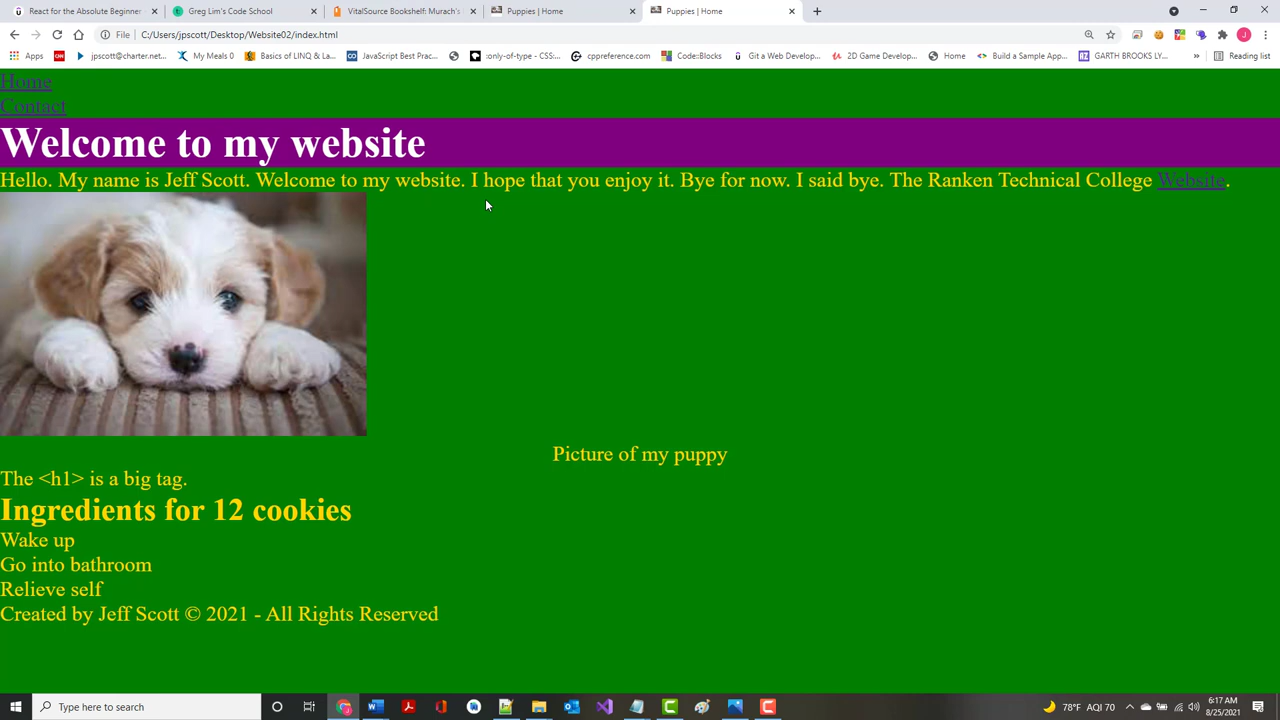 React for the Absolute Beginner
Greg Lim's Code School
VitalSource Bookshelf: Murach's
Puppies | Home
Puppies | Home
File
C:/Users/jpscott/Desktop/Website02/index.html
Apps
CNN
jpscott@charter.net...
My Meals 0
Basics of LINQ & La...
JavaScript Best Prac...
:only-of-type - CSS:...
cppreference.com
Code::Blocks
Git a Web Develop...
2D Game Develop...
Home
Build a Sample App...
GARTH BROOKS LY...
»
Reading list
Home
Contact
Welcome to my website
Hello. My name is Jeff Scott. Welcome to my website. I hope that you enjoy it. Bye for now. I said bye. The Ranken Technical College Website.
Picture of my puppy
The <h1> is a big tag.
Ingredients for 12 cookies
Wake up
Go into bathroom
Relieve self
Created by Jeff Scott © 2021 - All Rights Reserved
Type here to search
78°F AQI 70
6:17 AM
8/25/2021